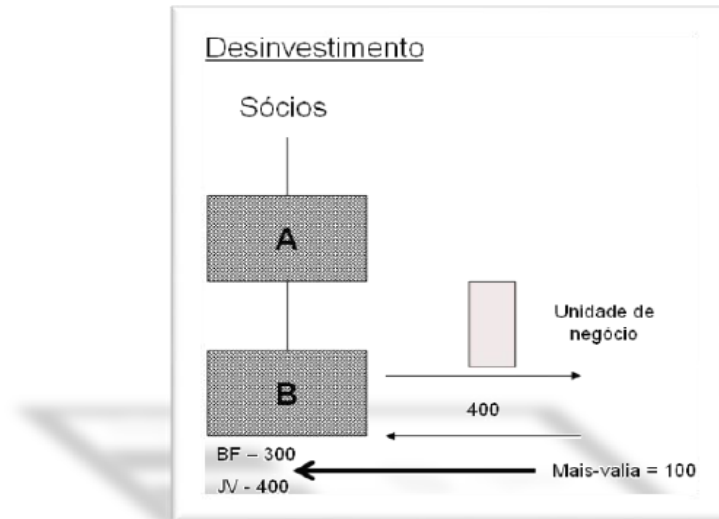 Desinvestimento
Sócios
A
Unidade de
negócio
B
400
BF – 300
Mais-valia = 100
JV - 400